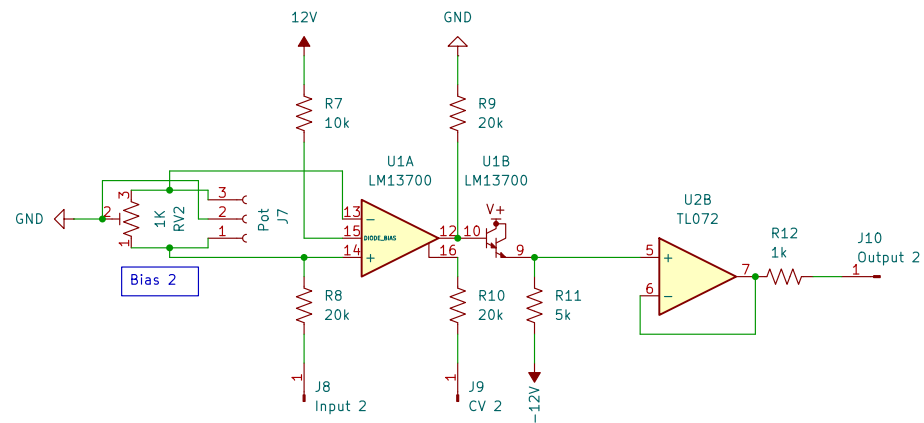 12V
GND
R7
10k
R9
20k
U1A
LM13700
U1B
LM13700
V+
U2B
TL072
GND
2
3
1
1K
RV2
3
2
1
Pot
J7
13
−
15
DIODE_BIAS
14
+
12
10
16
9
5
+
6
−
7
R12
1k
J10
Output 2
1
Bias 2
R8
20k
R10
20k
R11
5k
1
J8
Input 2
1
J9
CV 2
-12V